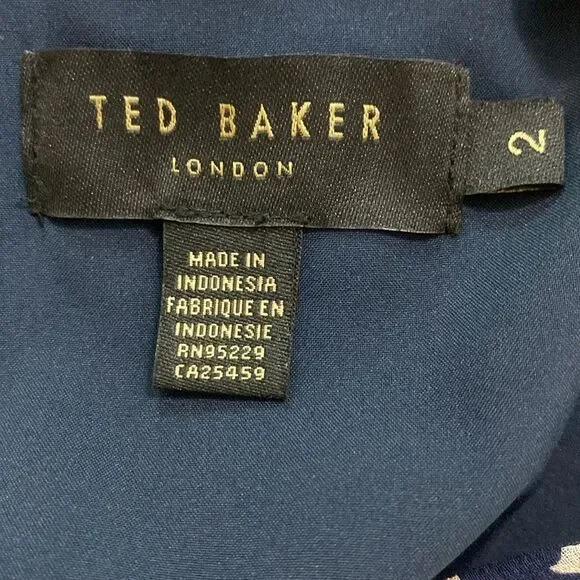 TED BAKER
LONDON
2
MADE IN
INDONESIA
FABRIQUE EN
INDONESIE
RN95229
CA25459